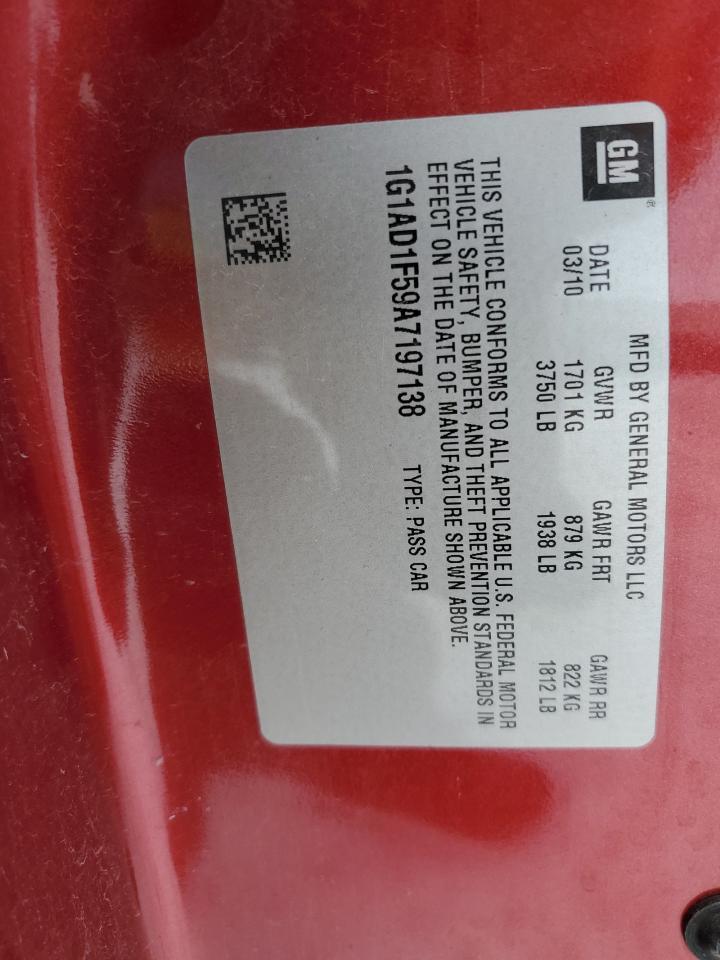 GM
®
MFD BY GENERAL MOTORS LLC
DATE GVWR GAWR FRT GAWR RR
03/10 1701 KG 879 KG 822 KG
3750 LB 1938 LB 1812 LB
THIS VEHICLE CONFORMS TO ALL APPLICABLE U.S. FEDERAL MOTOR
VEHICLE SAFETY, BUMPER, AND THEFT PREVENTION STANDARDS IN
EFFECT ON THE DATE OF MANUFACTURE SHOWN ABOVE.
1G1AD1F59A7197138 TYPE: PASS CAR